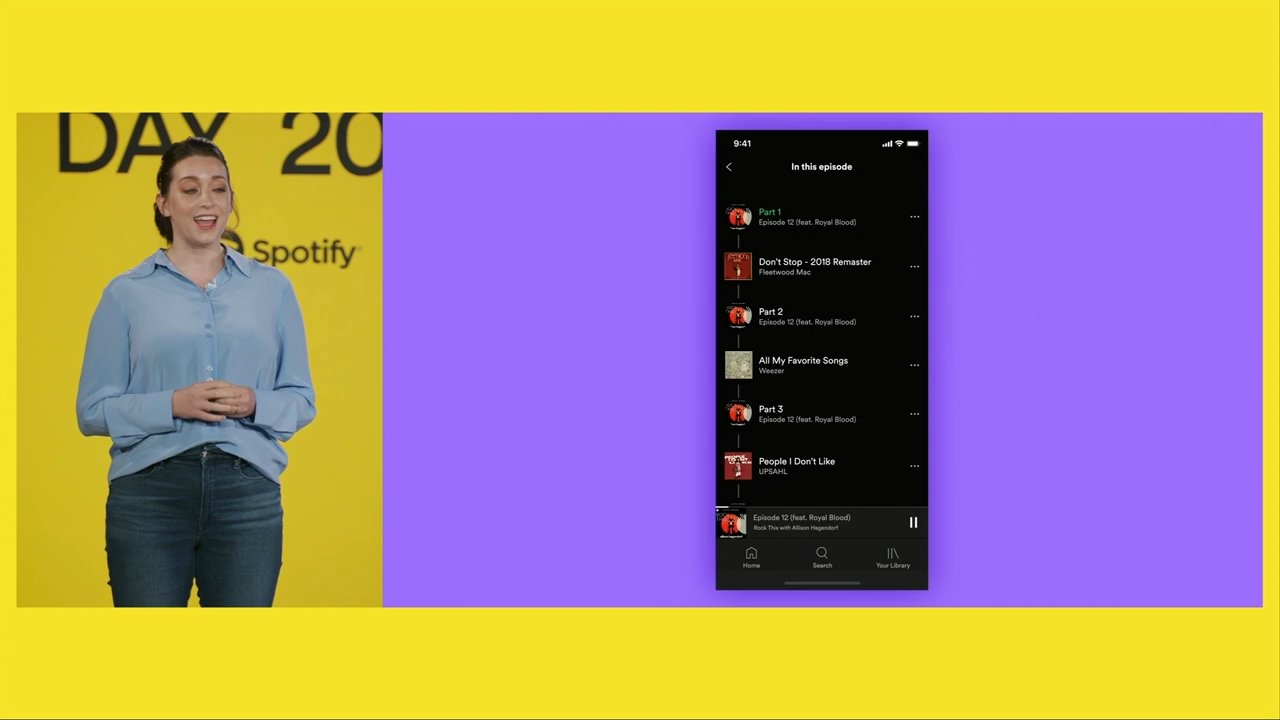 DAY 20
Spotify
9:41
In this episode
Part 1
Episode 12 (feat. Royal Blood)
Don't Stop - 2018 Remaster
Fleetwood Mac
Part 2
Episode 12 (feat. Royal Blood)
All My Favorite Songs
Weezer
Part 3
Episode 12 (feat. Royal Blood)
People I Don't Like
UPSAHL
Episode 12 (feat. Royal Blood)
Rock This with Allison Hagendorf
Home
Search
Your Library